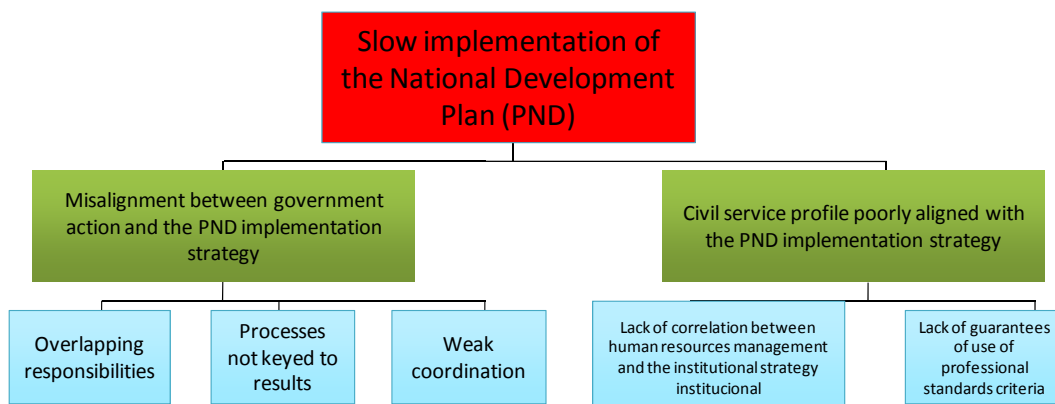 Slow implementation of
the National Development
Plan (PND)
Misalignment between government
action and the PND implementation
strategy
Civil service profile poorly aligned with
the PND implementation strategy
Overlapping
responsibilities
Processes
not keyed to
results
Weak
coordination
Lack of correlation between
human resources management
and the institutional strategy
institucional
Lack of guarantees
of use of
professional
standards criteria